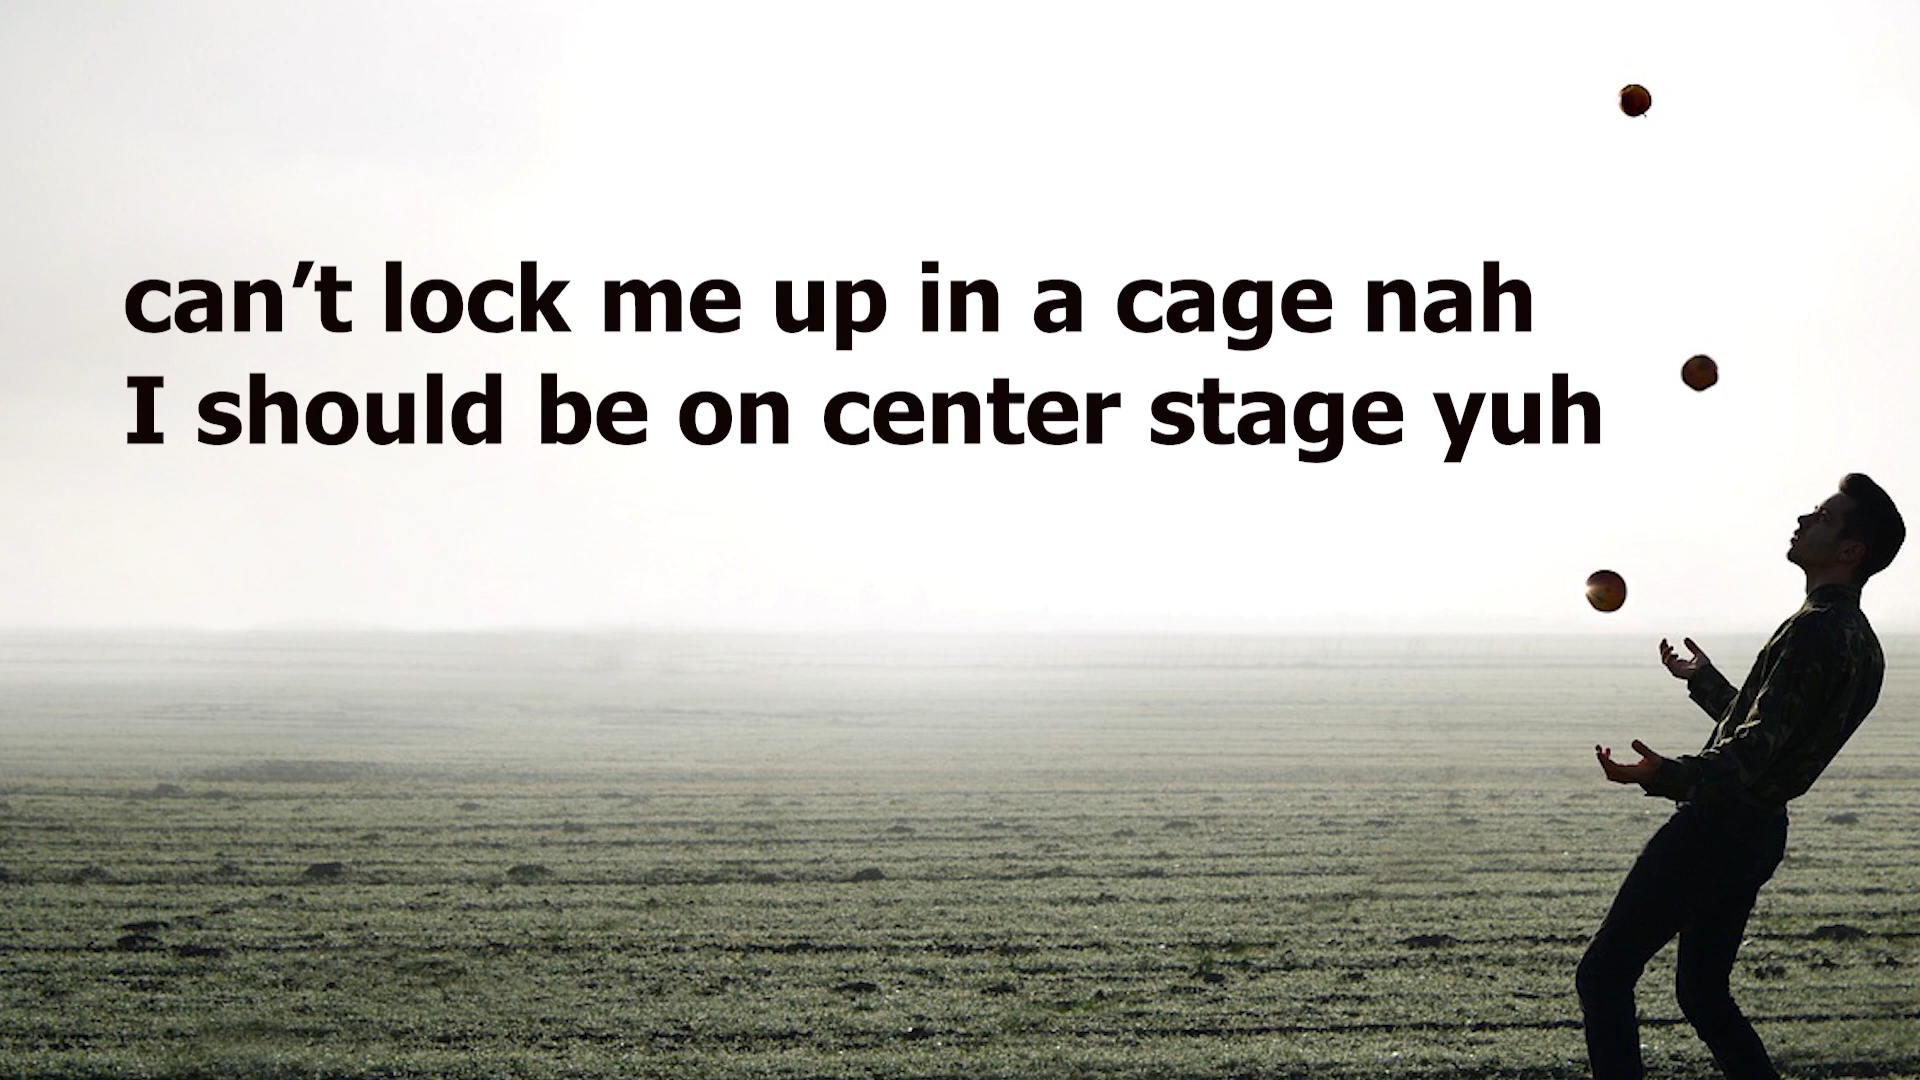 can’t lock me up in a cage nah
I should be on center stage yuh